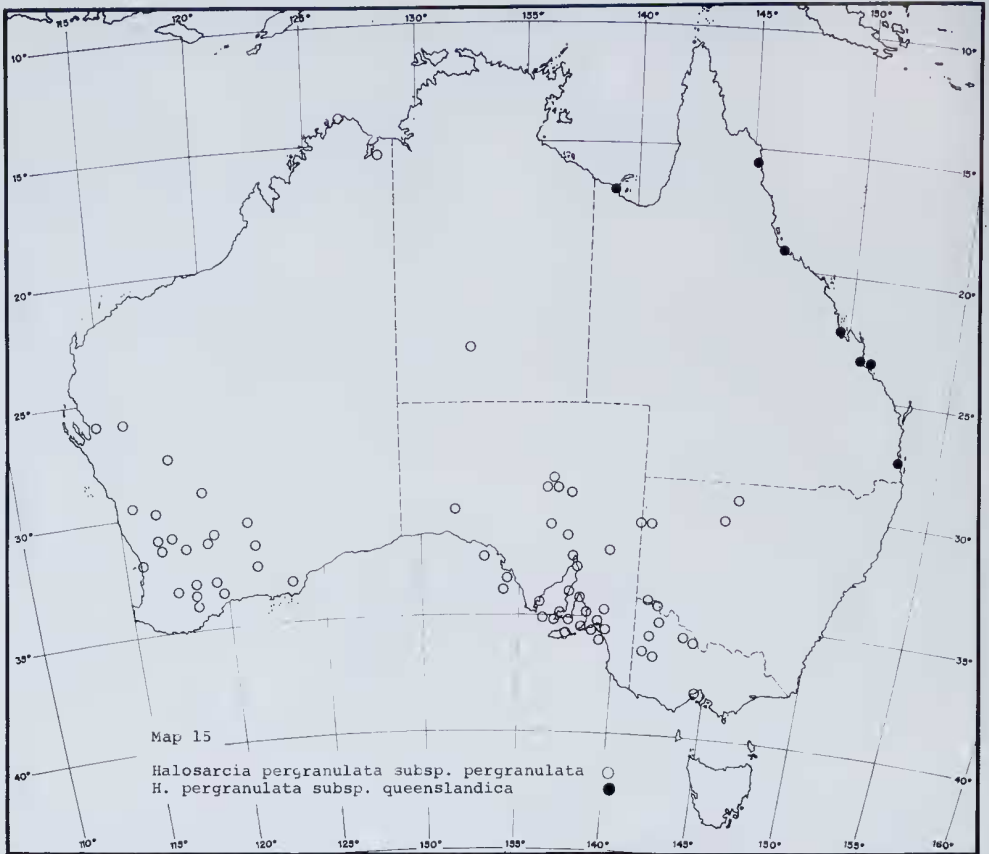 115° 120° 125° 130° 135° 140° 145° 150°
10° 10°
15° 15°
20° 20°
25° 25°
30° 30°
35° 35°
40° 40°
Map 15
Halosarcia pergranulata subsp. pergranulata
H. pergranulata subsp. queenslandica
110° 115° 120° 125° 130° 135° 140° 145° 150° 155° 160°